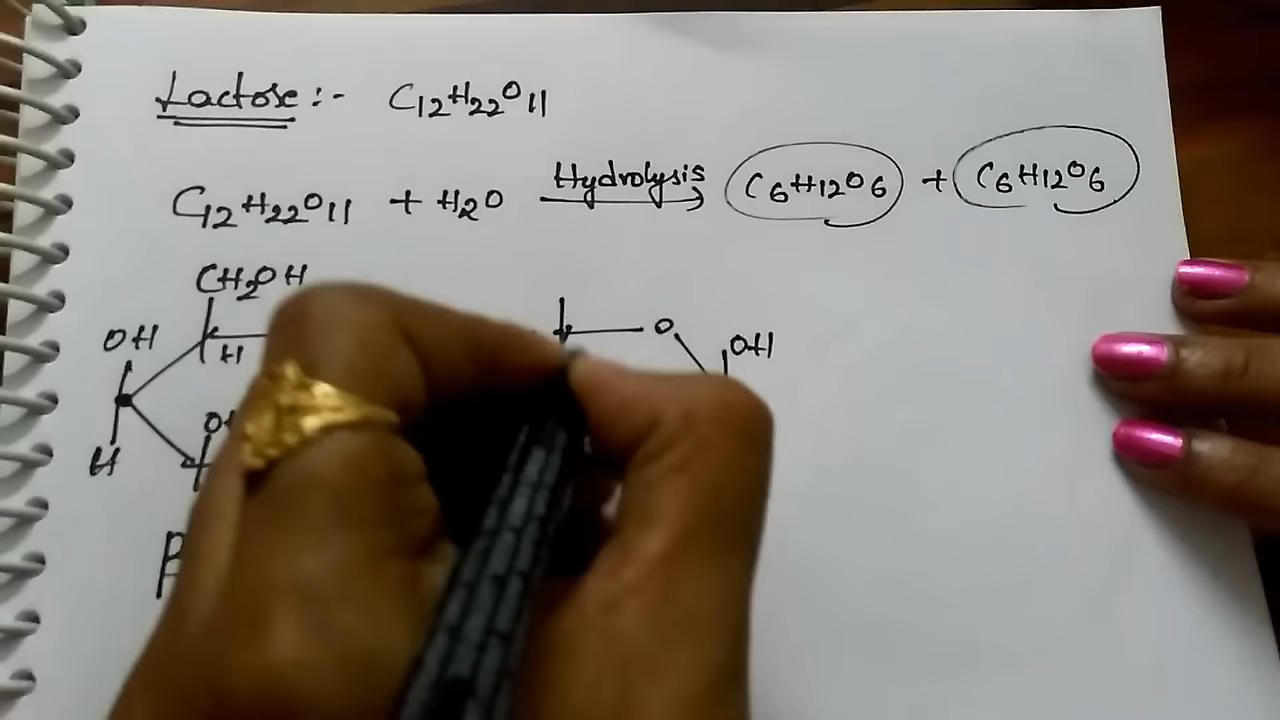 Lactose :- C12H22O11
C12H22O11 + H2O Hydrolysis C6H12O6 + C6H12O6
CH2OH
OH O OH
H
H